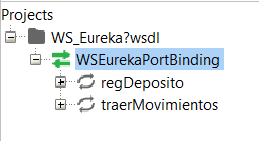 Projects
WS_Eureka?wsdl
WSEurekaPortBinding
regDeposito
traerMovimientos